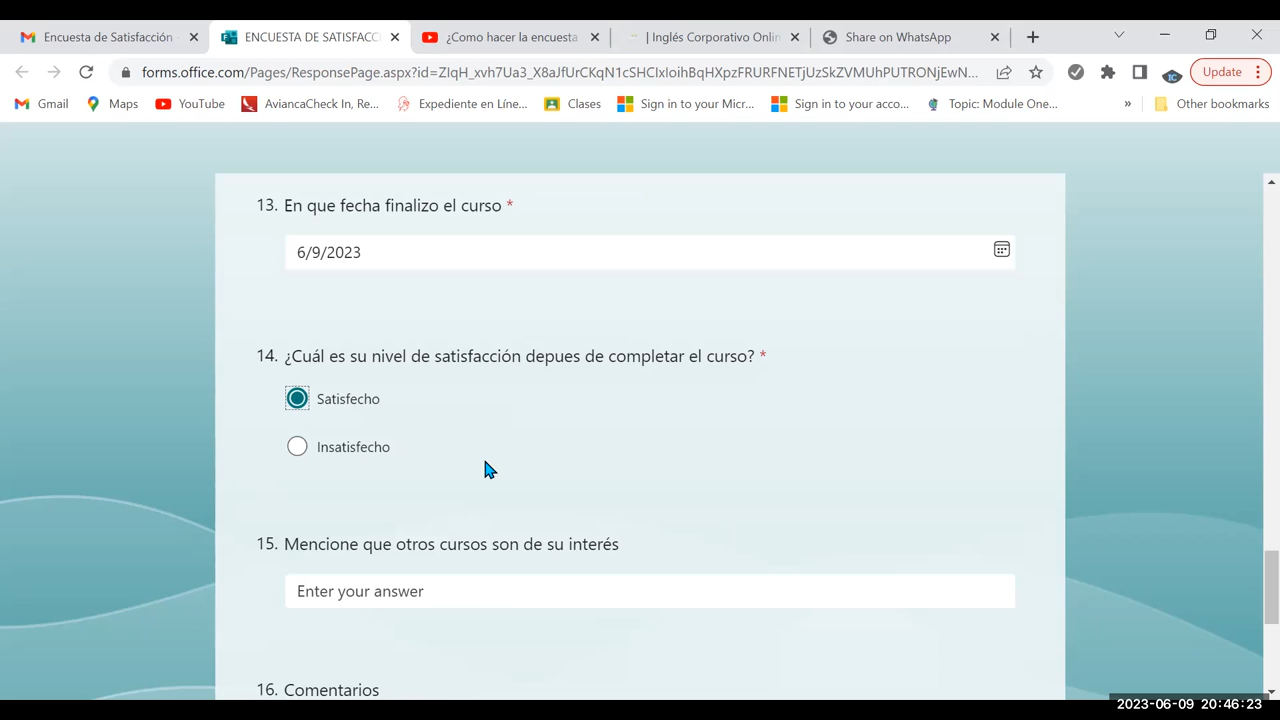 Encuesta de Satisfacción
ENCUESTA DE SATISFACC
¿Como hacer la encuesta
| Inglés Corporativo Onlin
Share on WhatsApp
forms.office.com/Pages/ResponsePage.aspx?id=ZIqH_xvh7Ua3_X8aJfUrCKqN1cSHCIxIoihBqHXpzFRURFNETjUzSkZVMUhPUTRONjEwN...
Update
Gmail
Maps
YouTube
AviancaCheck In, Re...
Expediente en Líne...
Clases
Sign in to your Micr...
Sign in to your acco...
Topic: Module One...
»
Other bookmarks
13. En que fecha finalizo el curso *
6/9/2023
14. ¿Cuál es su nivel de satisfacción depues de completar el curso? *
Satisfecho
Insatisfecho
15. Mencione que otros cursos son de su interés
Enter your answer
16. Comentarios
2023-06-09 20:46:23